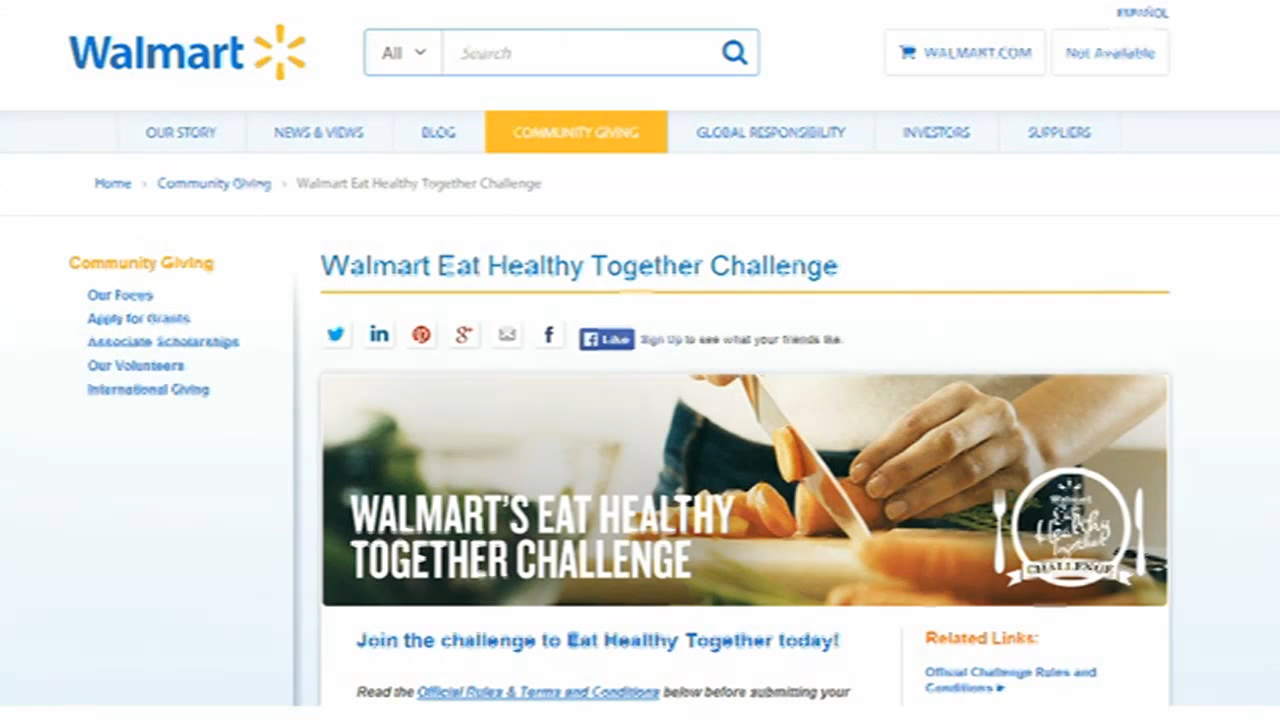 ESPAÑOL
Walmart
All
Search
WALMART.COM
Not Available
OUR STORY
NEWS & VIEWS
BLOG
COMMUNITY GIVING
GLOBAL RESPONSIBILITY
INVESTORS
SUPPLIERS
Home › Community Giving › Walmart Eat Healthy Together Challenge
Community Giving
Our Focus
Apply for Grants
Associate Scholarships
Our Volunteers
International Giving
Walmart Eat Healthy Together Challenge
Like
Sign Up to see what your friends like.
WALMART'S EAT HEALTHY
TOGETHER CHALLENGE
Walmart
Healthy
CHALLENGE
Join the challenge to Eat Healthy Together today!
Read the Official Rules & Terms and Conditions below before submitting your
Related Links:
Official Challenge Rules and
Conditions